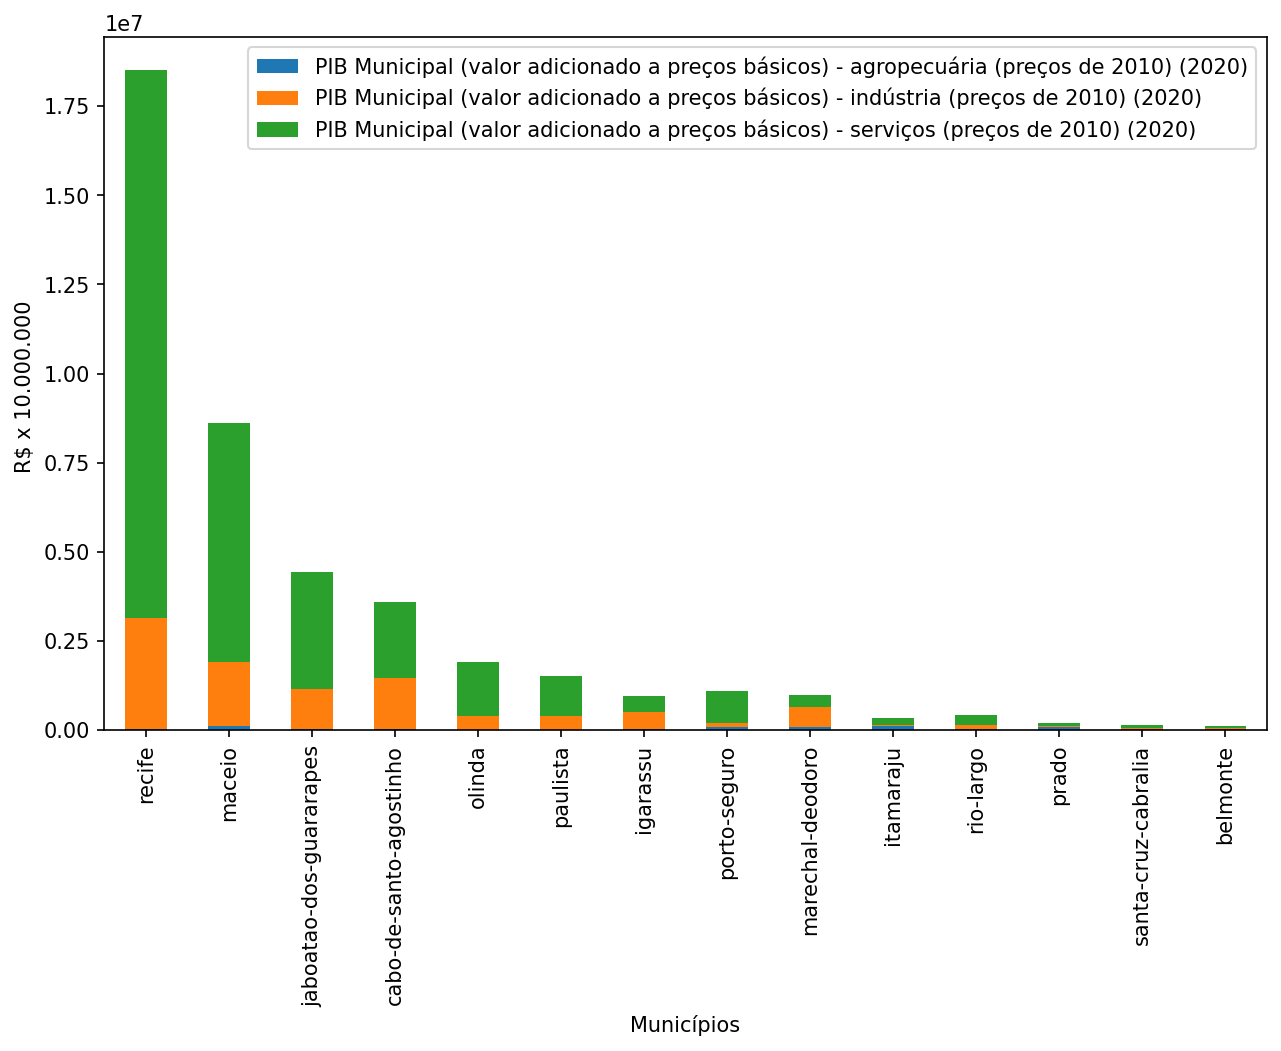 1e7
PIB Municipal (valor adicionado a preços básicos) - agropecuária (preços de 2010) (2020)
PIB Municipal (valor adicionado a preços básicos) - indústria (preços de 2010) (2020)
PIB Municipal (valor adicionado a preços básicos) - serviços (preços de 2010) (2020)
1.75
1.50
1.25
1.00
0.75
0.50
0.25
0.00
R$ x 10.000.000
recife
maceio
jaboatao-dos-guararapes
cabo-de-santo-agostinho
olinda
paulista
igarassu
porto-seguro
marechal-deodoro
itamaraju
rio-largo
prado
santa-cruz-cabralia
belmonte
Municípios